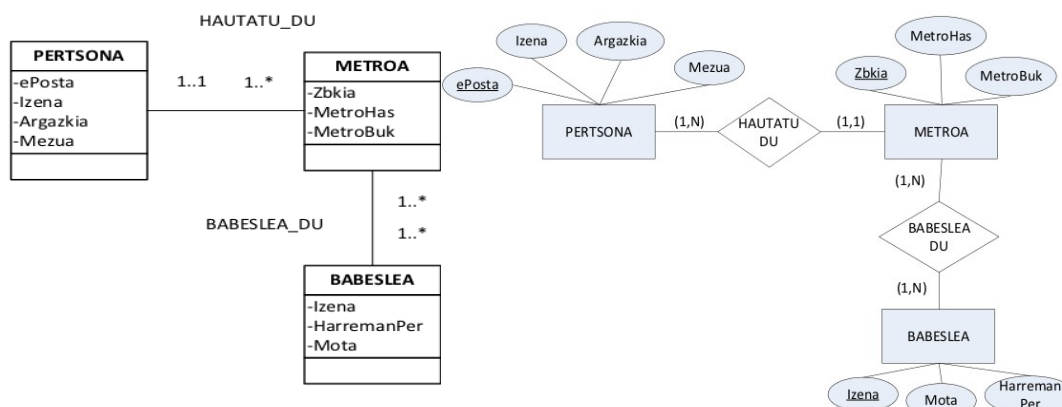 HAUTATU_DU
PERTSONA
-ePosta
-Izena
-Argazkia
-Mezua
1..1
1..*
METROA
-Zbkia
-MetroHas
-MetroBuk
BABESLEA_DU
1..*
1..*
BABESLEA
-Izena
-HarremanPer
-Mota
ePosta
Izena
Argazkia
Mezua
PERTSONA
(1,N)
HAUTATU
DU
(1,1)
MetroHas
Zbkia
MetroBuk
METROA
(1,N)
BABESLEA
DU
(1,N)
BABESLEA
Izena
Mota
Harreman
Per